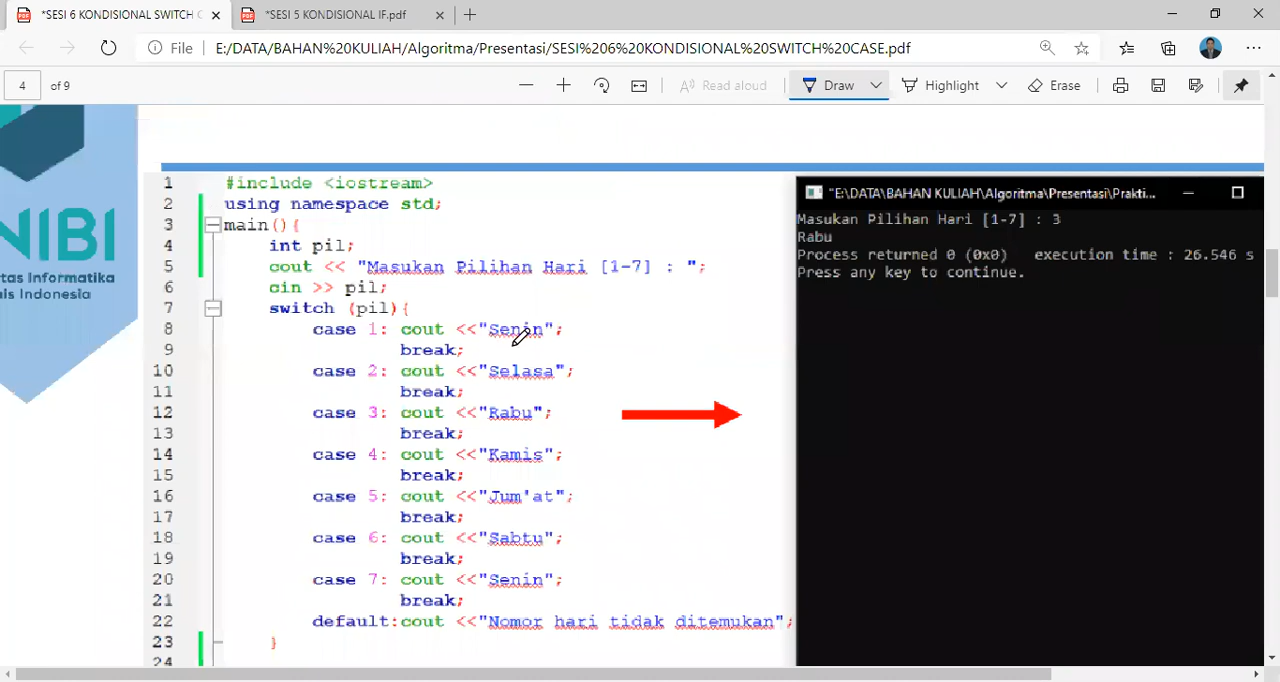 *SESI 6 KONDISIONAL SWITCH C
*SESI 5 KONDISIONAL IF.pdf
File
E:/DATA/BAHAN%20KULIAH/Algoritma/Presentasi/SESI%206%20KONDISIONAL%20SWITCH%20CASE.pdf
4 of 9
Read aloud
Draw
Highlight
Erase
NIBI
tas Informatika
is Indonesia
1 #include <iostream>
2 using namespace std;
3 main(){
4 int pil;
5 cout << "Masukan Pilihan Hari [1-7] : ";
6 cin >> pil;
7 switch (pil){
8 case 1: cout <<"Senin";
9 break;
10 case 2: cout <<"Selasa";
11 break;
12 case 3: cout <<"Rabu";
13 break;
14 case 4: cout <<"Kamis";
15 break;
16 case 5: cout <<"Jum'at";
17 break;
18 case 6: cout <<"Sabtu";
19 break;
20 case 7: cout <<"Senin";
21 break;
22 default:cout <<"Nomor hari tidak ditemukan";
23 }
24
"E:\DATA\BAHAN KULIAH\Algoritma\Presentasi\Prakti...
Masukan Pilihan Hari [1-7] : 3
Rabu
Process returned 0 (0x0) execution time : 26.546 s
Press any key to continue.